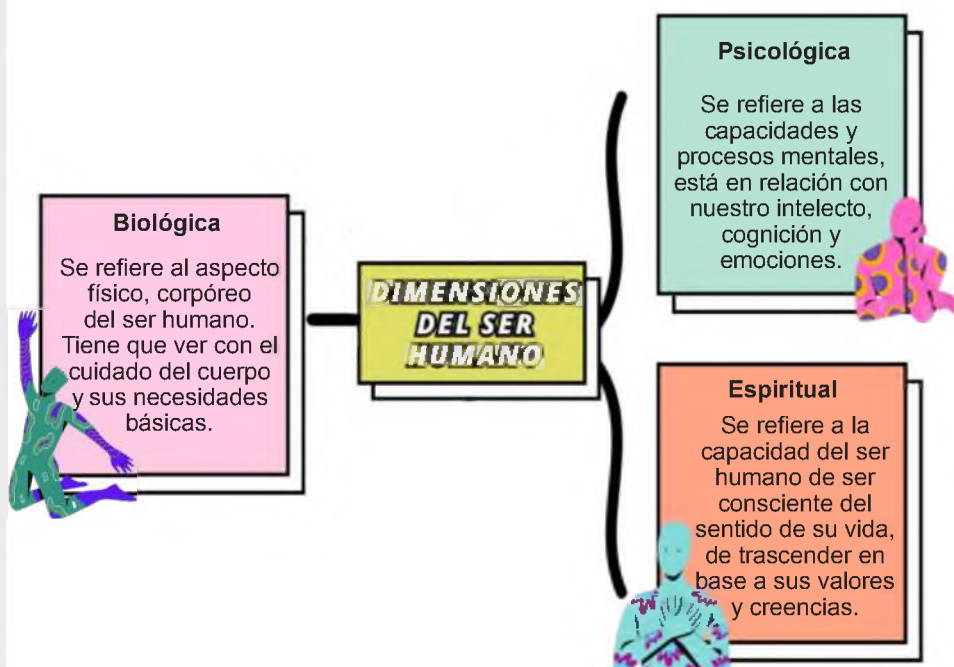 Psicológica
Se refiere a las
capacidades y
procesos mentales,
está en relación con
nuestro intelecto,
cognición y
emociones.
Biológica
Se refiere al aspecto
físico, corpóreo
del ser humano.
Tiene que ver con el
cuidado del cuerpo
y sus necesidades
básicas.
DIMENSIONES
DEL SER
HUMANO
Espiritual
Se refiere a la
capacidad del ser
humano de ser
consciente del
sentido de su vida,
de trascender en
base a sus valores
y creencias.